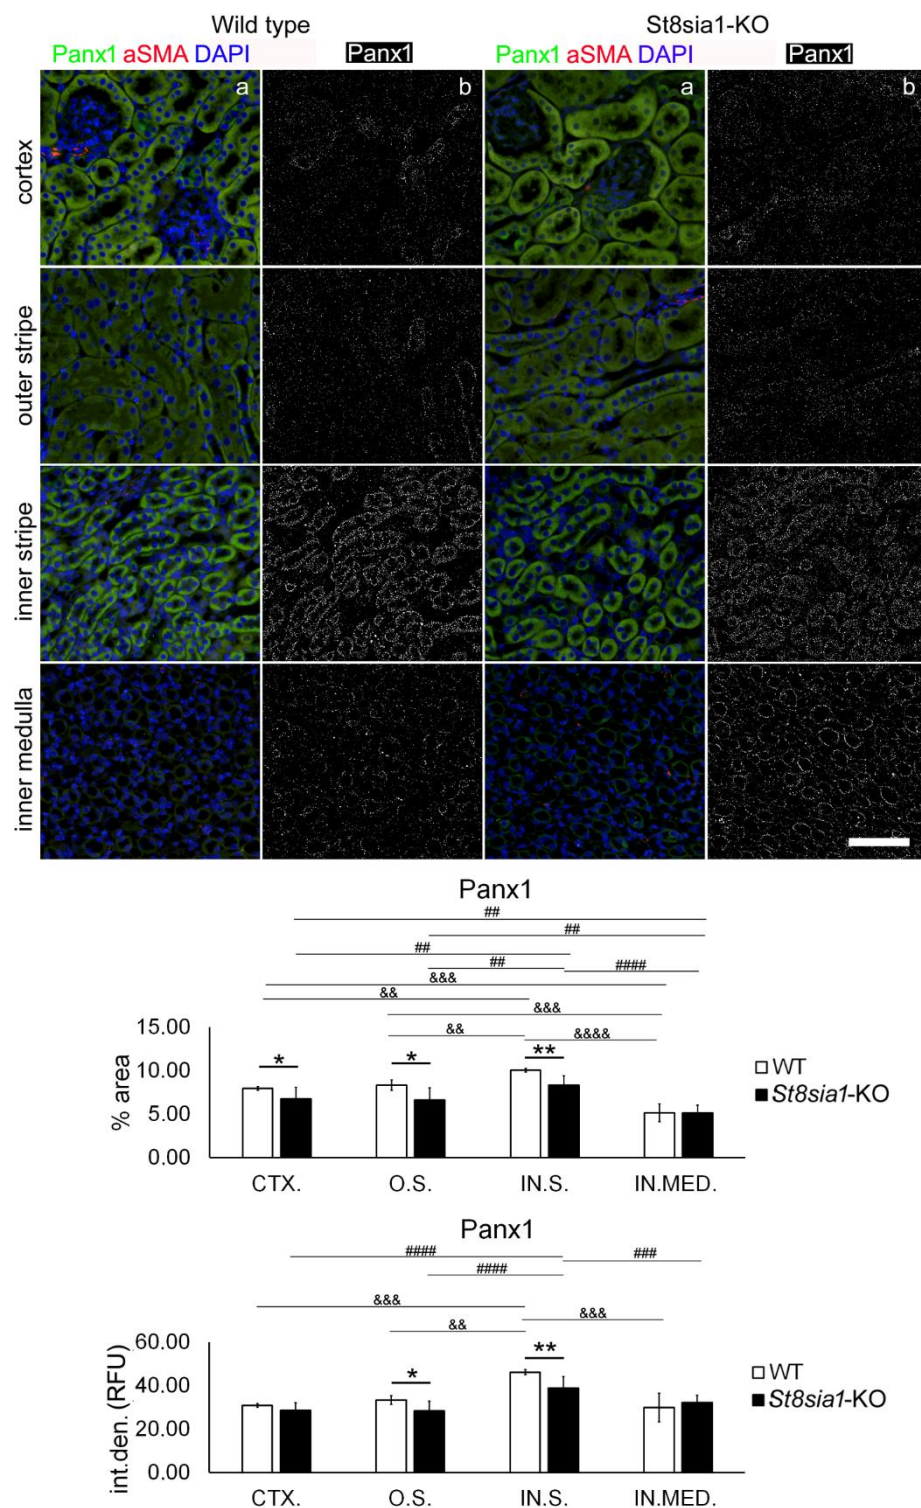 Wild type St8sia1-KO
Panx1 aSMA DAPI Panx1 Panx1 aSMA DAPI Panx1
a b a b
cortex
outer stripe
inner stripe
inner medulla
Panx1
##
##
##
## ####
&&&
&&
&&&
&& &&&&
15.00
10.00
5.00
0.00
% area
* * **
WT
St8sia1-KO
CTX. O.S. IN.S. IN.MED.
Panx1
#### ###
####
&&& &&&
&&
60.00
40.00
20.00
0.00
int.den. (RFU)
* **
WT
St8sia1-KO
CTX. O.S. IN.S. IN.MED.